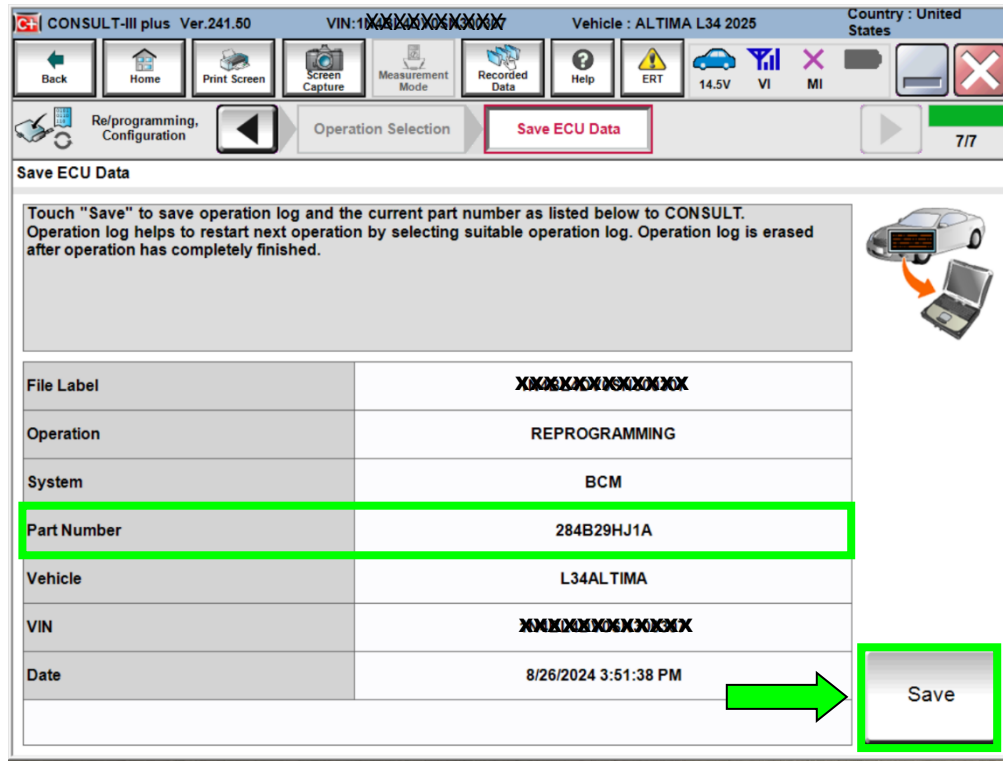 CONSULT-III plus Ver.241.50 Vehicle : ALTIMA L34 2025 Country : United States
Back
Home
Print Screen
Screen Capture
Measurement Mode
Recorded Data
Help
ERT
14.5V
VI
MI
Re/programming, Configuration
Operation Selection
Save ECU Data
7/7
Save ECU Data
Touch "Save" to save operation log and the current part number as listed below to CONSULT.
Operation log helps to restart next operation by selecting suitable operation log. Operation log is erased
after operation has completely finished.
File Label
Operation REPROGRAMMING
System BCM
Part Number 284B29HJ1A
Vehicle L34ALTIMA
VIN
Date 8/26/2024 3:51:38 PM
Save